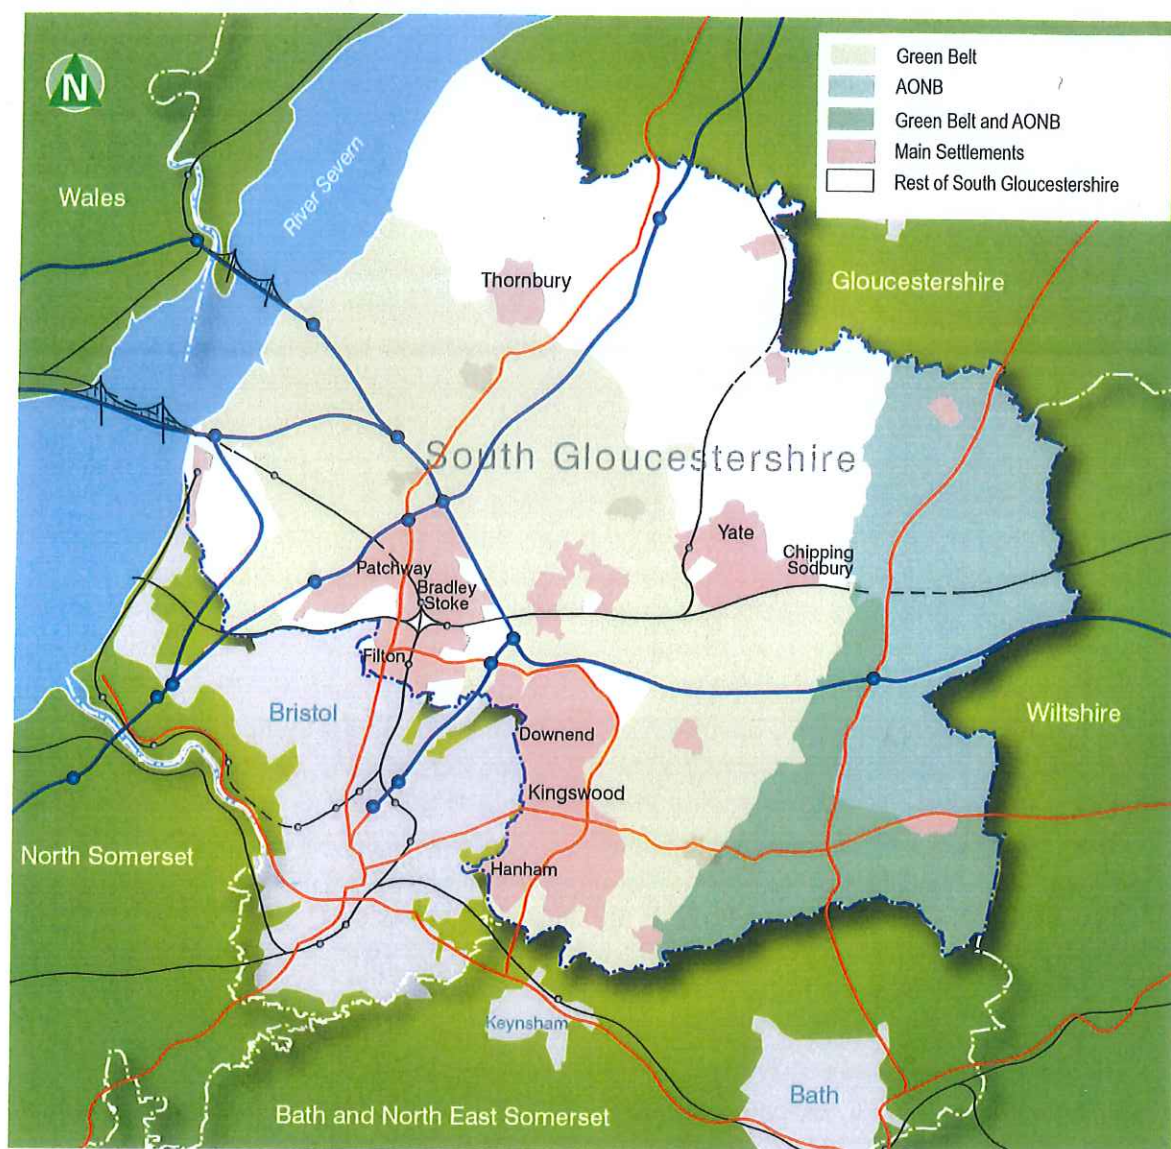 N
Green Belt
AONB
Green Belt and AONB
Main Settlements
Rest of South Gloucestershire
Wales
River Severn
Thornbury
Gloucestershire
South Gloucestershire
Yate
Chipping
Sodbury
Patchway
Bradley
Stoke
Filton
Bristol
Downend
Wiltshire
Kingswood
North Somerset
Hanham
Keynsham
Bath
Bath and North East Somerset